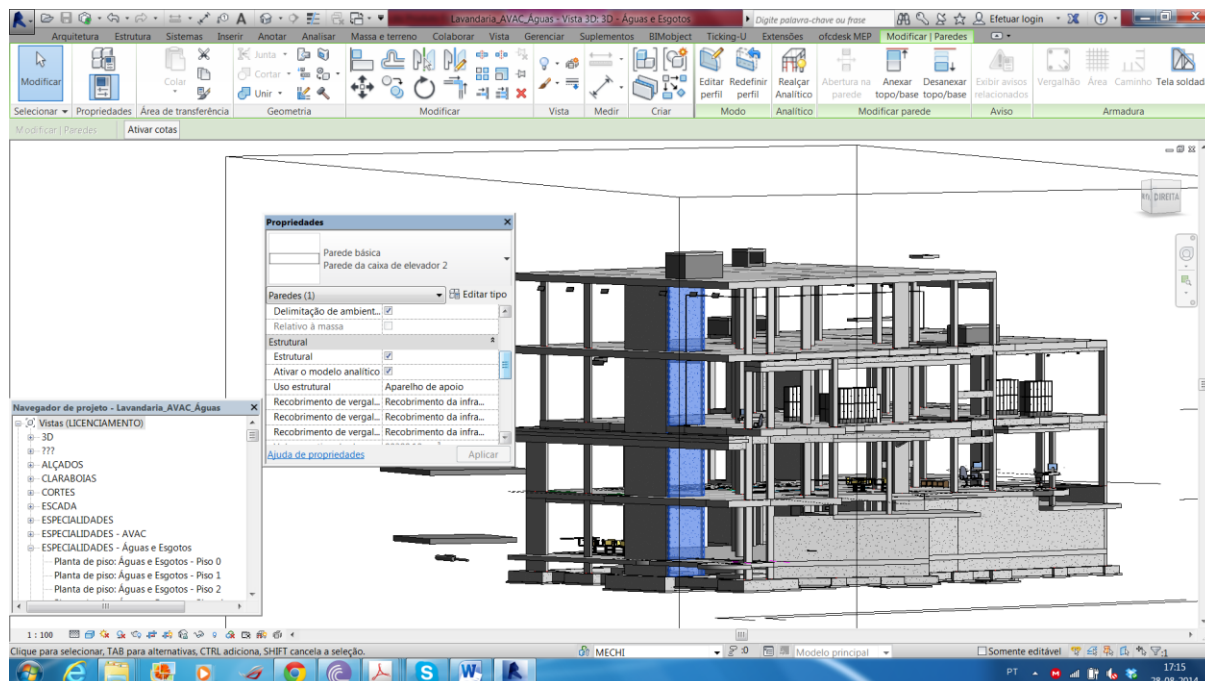 Lavandaria_AVAC_Águas - Vista 3D: 3D - Águas e Esgotos
Digite palavra-chave ou frase
Efetuar login
Arquitetura Estrutura Sistemas Inserir Anotar Analisar Massa e terreno Colaborar Vista Gerenciar Suplementos BIMobject Ticking-U Extensões ofcdesk MEP Modificar | Paredes
Modificar
Colar
Junta
Cortar
Unir
Editar perfil
Redefinir perfil
Realçar Analítico
Abertura na parede
Anexar topo/base
Desanexar topo/base
Exibir avisos relacionados
Vergalhão Área Caminho Tela soldad
Selecionar Propriedades Área de transferência Geometria Modificar Vista Medir Criar Modo Analítico Modificar parede Aviso Armadura
Modificar | Paredes Ativar cotas
DIREITA
Propriedades
Parede básica
Parede da caixa de elevador 2
Paredes (1) Editar tipo
Delimitação de ambient...
Relativo à massa
Estrutural
Estrutural
Ativar o modelo analítico
Uso estrutural Aparelho de apoio
Recobrimento de vergal... Recobrimento da infra...
Recobrimento de vergal... Recobrimento da infra...
Recobrimento de vergal... Recobrimento da infra...
Ajuda de propriedades Aplicar
Navegador de projeto - Lavandaria_AVAC_Águas
Vistas (LICENCIAMENTO)
3D
???
ALÇADOS
CLARABOIAS
CORTES
ESCADA
ESPECIALIDADES
ESPECIALIDADES - AVAC
ESPECIALIDADES - Águas e Esgotos
Planta de piso: Águas e Esgotos - Piso 0
Planta de piso: Águas e Esgotos - Piso 1
Planta de piso: Águas e Esgotos - Piso 2
1 : 100
Clique para selecionar, TAB para alternativas, CTRL adiciona, SHIFT cancela a seleção.
MECHI
:0
Modelo principal
Somente editável
:1
PT
17:15
28-08-2014